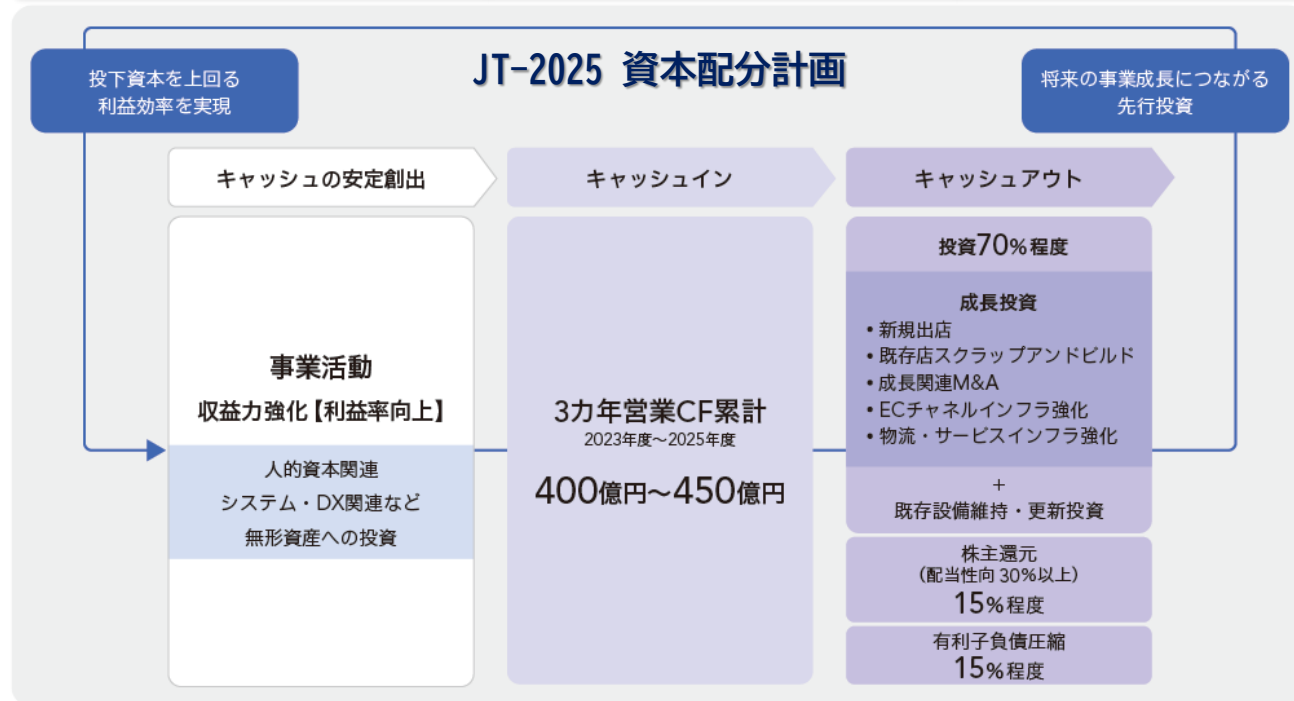 JT-2025 資本配分計画
投下資本を上回る
利益効率を実現
将来の事業成長につながる
先行投資
キャッシュの安定創出
キャッシュイン
キャッシュアウト
事業活動
収益力強化【利益率向上】
人的資本関連
システム・DX関連など
無形資産への投資
3カ年営業CF累計
2023年度～2025年度
400億円～450億円
投資70%程度
成長投資
• 新規出店
• 既存店スクラップアンドビルド
• 成長関連M&A
• ECチャネルインフラ強化
• 物流・サービスインフラ強化
+
既存設備維持・更新投資
株主還元
(配当性向 30%以上)
15%程度
有利子負債圧縮
15%程度